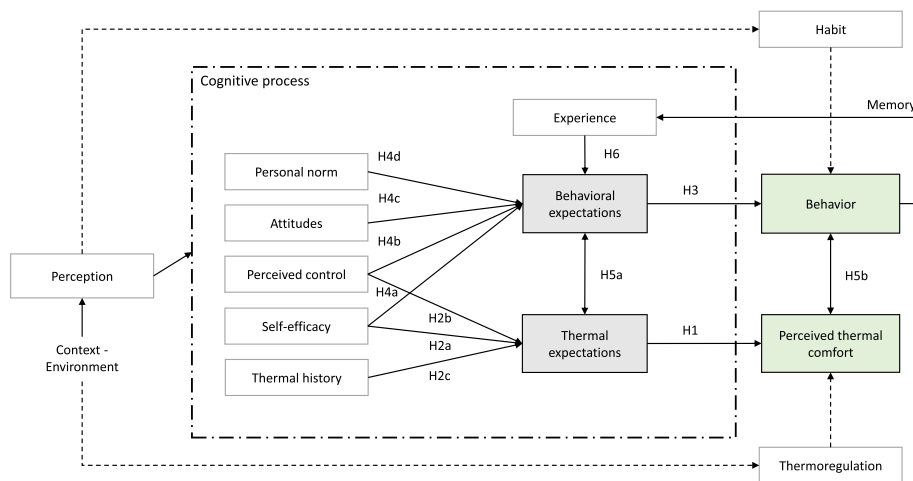 Habit
Cognitive process
Memory
Experience
H4d
H6
Personal norm
H4c
Behavioral
expectations
H3
Behavior
Attitudes
H4b
Perception
Perceived control
H4a
H5a
H5b
H2b
Self-efficacy
H2a
Thermal
expectations
H1
Perceived thermal
comfort
Context -
Environment
Thermal history
H2c
Thermoregulation